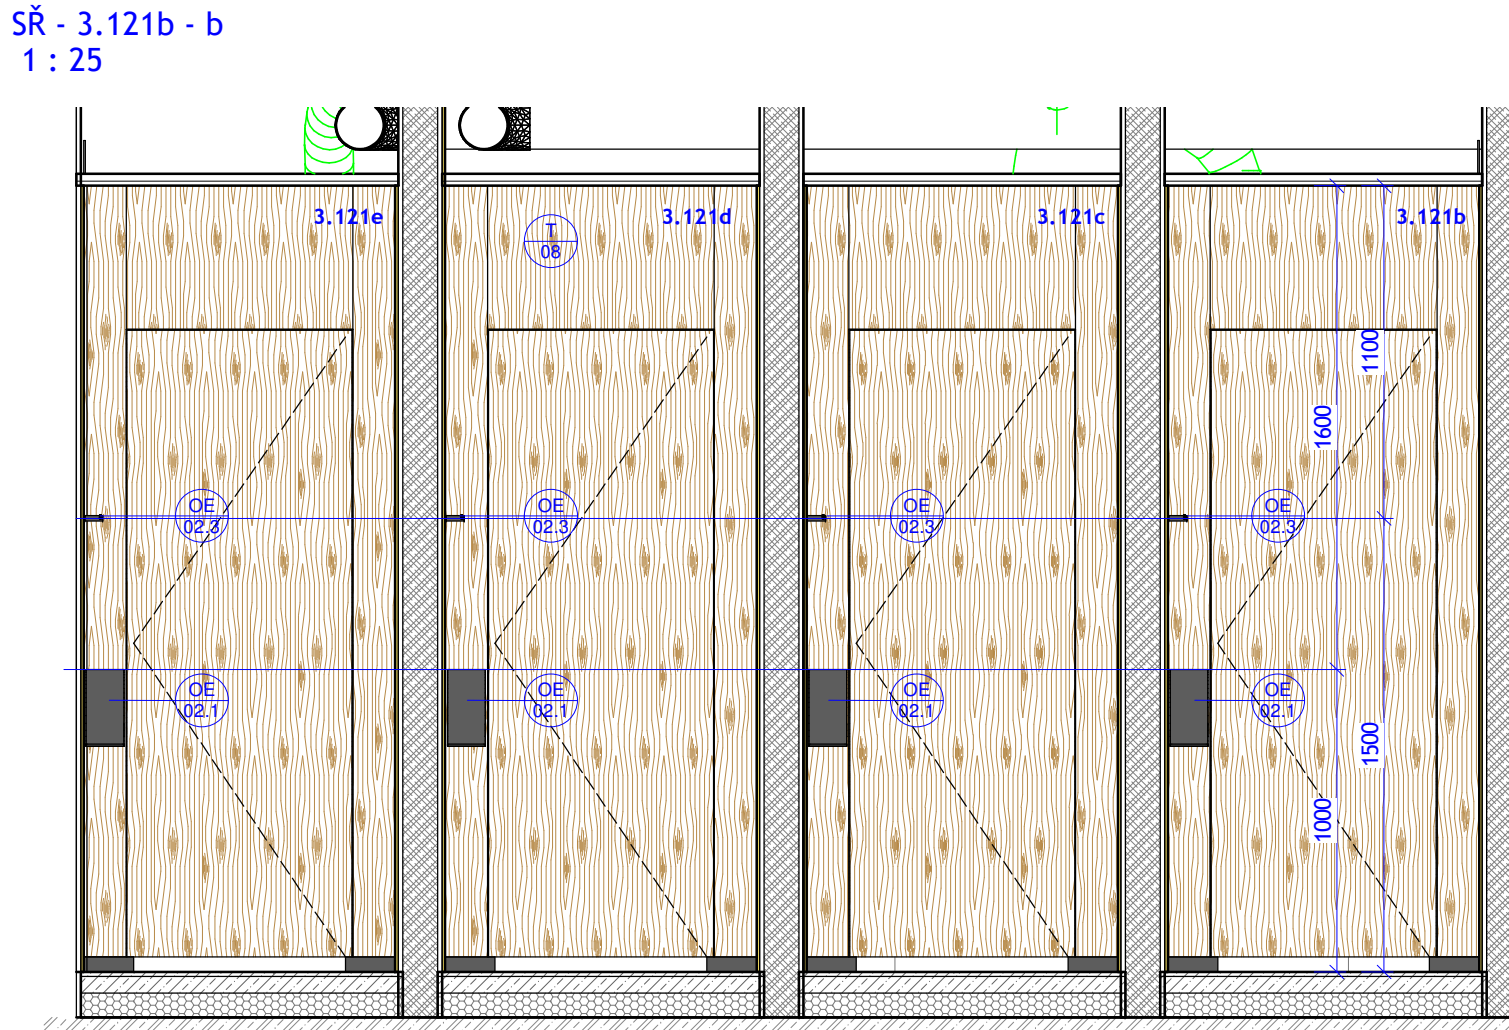 SŘ - 3.121b - b
1 : 25
3.121e
3.121d
3.121c
3.121b
T
08
1100
1600
OE
02.3
OE
02.3
OE
02.3
OE
02.3
OE
02.1
OE
02.1
OE
02.1
OE
02.1
1500
1000